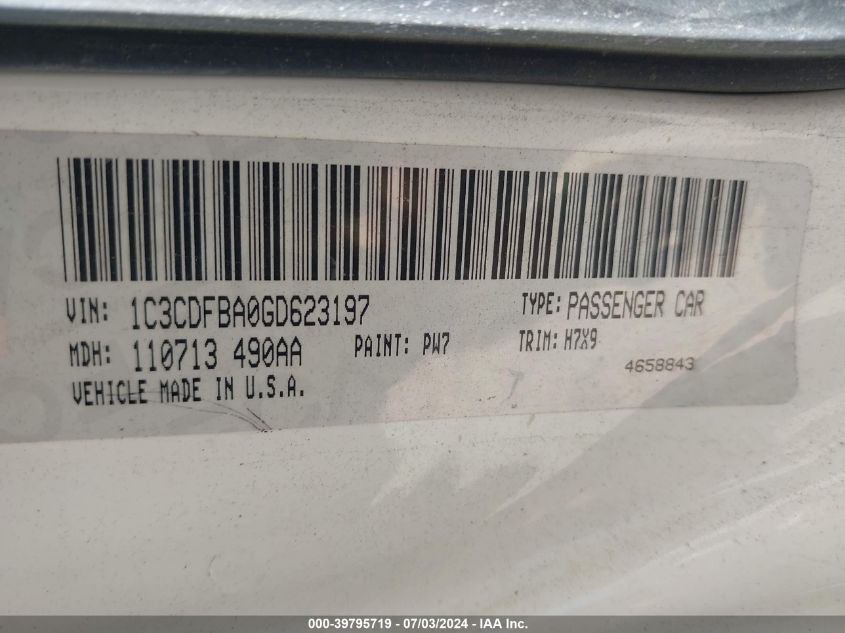 VIN: 1C3CDFBA0GD623197 TYPE: PASSENGER CAR
MDH: 110713 490AA PAINT: PW7 TRIM: H7X9
4658843
VEHICLE MADE IN U.S.A.
000-39795719 - 07/03/2024 - IAA Inc.